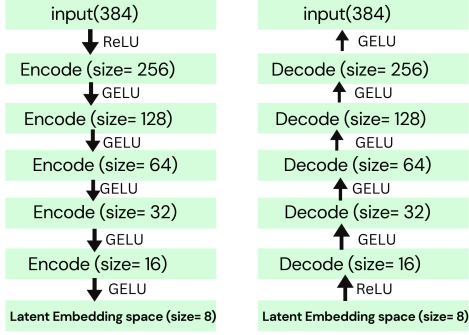 input(384)
ReLU
Encode (size= 256)
GELU
Encode (size= 128)
GELU
Encode (size= 64)
GELU
Encode (size= 32)
GELU
Encode (size= 16)
GELU
Latent Embedding space (size= 8)
input(384)
GELU
Decode (size= 256)
GELU
Decode (size= 128)
GELU
Decode (size= 64)
GELU
Decode (size= 32)
GELU
Decode (size= 16)
ReLU
Latent Embedding space (size= 8)